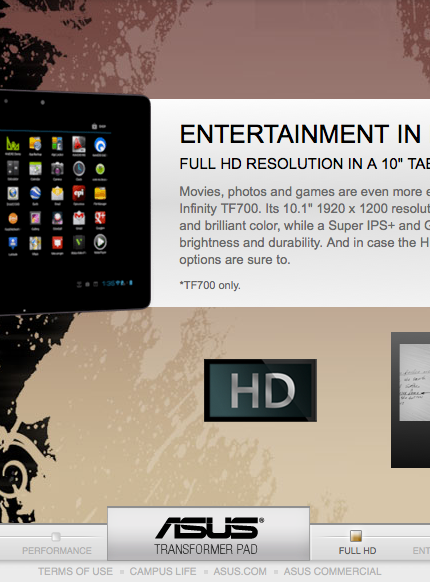 ENTERTAINMENT IN
FULL HD RESOLUTION IN A 10" TAB
Movies, photos and games are even more e
Infinity TF700. Its 10.1" 1920 x 1200 resolut
and brilliant color, while a Super IPS+ and G
brightness and durability. And in case the H
options are sure to.
*TF700 only.
HD
ASUS®
TRANSFORMER PAD
PERFORMANCE
FULL HD
ENT
TERMS OF USE
CAMPUS LIFE
ASUS.COM
ASUS COMMERCIAL